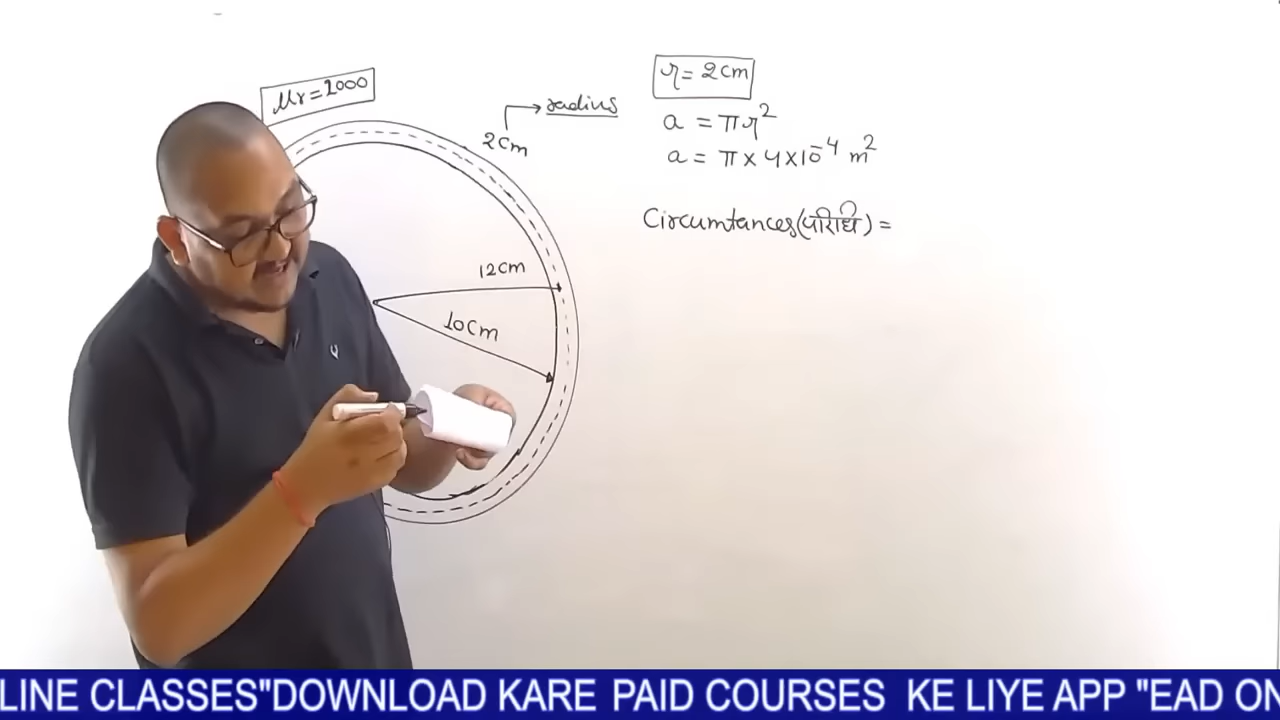 μr = 2000
2cm
radius
12cm
10cm
r = 2cm
a = πr²
a = π × 4 × 10⁻⁴ m²
Circumtances (परिधि) =
LINE CLASSES"DOWNLOAD KARE PAID COURSES KE LIYE APP "EAD ON